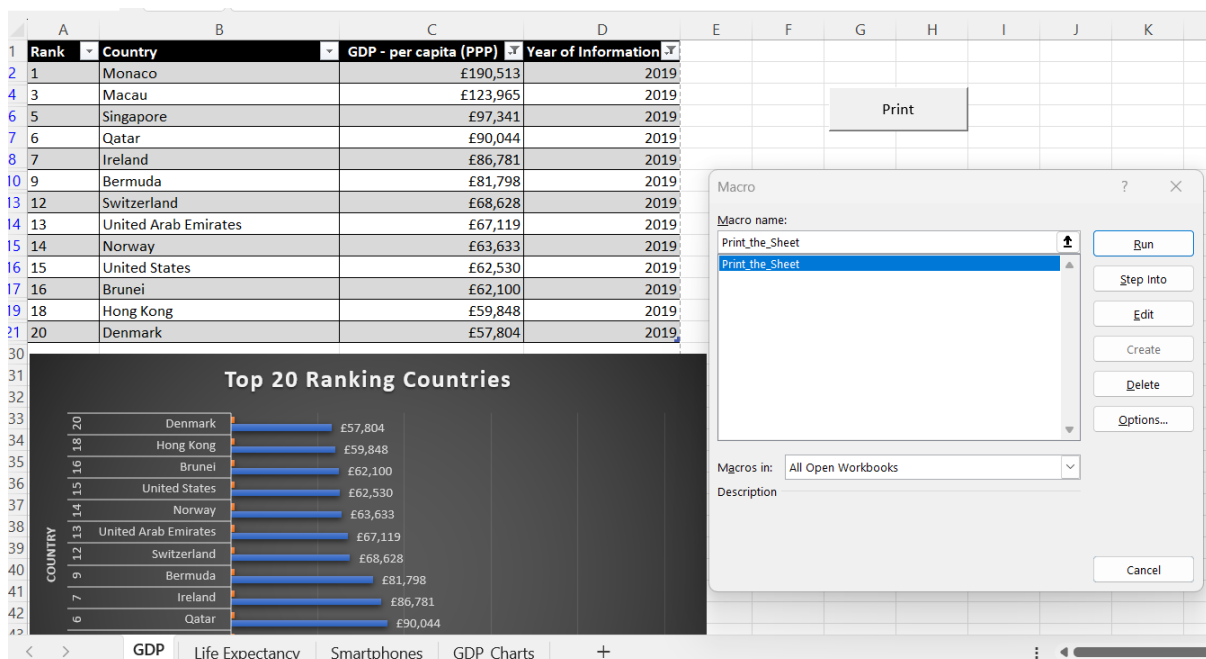 A B C D E F G H I J K
1 Rank Country GDP - per capita (PPP) Year of Information
2 1 Monaco £190,513 2019
4 3 Macau £123,965 2019
6 5 Singapore £97,341 2019
7 6 Qatar £90,044 2019
8 7 Ireland £86,781 2019
10 9 Bermuda £81,798 2019
13 12 Switzerland £68,628 2019
14 13 United Arab Emirates £67,119 2019
15 14 Norway £63,633 2019
16 15 United States £62,530 2019
17 16 Brunei £62,100 2019
19 18 Hong Kong £59,848 2019
21 20 Denmark £57,804 2019
30
31
32
33
34
35
36
37
38
39
40
41
42
43
Print
Top 20 Ranking Countries
COUNTRY
20 Denmark £57,804
18 Hong Kong £59,848
16 Brunei £62,100
15 United States £62,530
14 Norway £63,633
13 United Arab Emirates £67,119
12 Switzerland £68,628
9 Bermuda £81,798
7 Ireland £86,781
6 Qatar £90,044
Macro ?
Macro name:
Print_the_Sheet
Print_the_Sheet
Run
Step Into
Edit
Create
Delete
Options...
Macros in: All Open Workbooks
Description
Cancel
GDP Life Expectancy Smartphones GDP Charts +